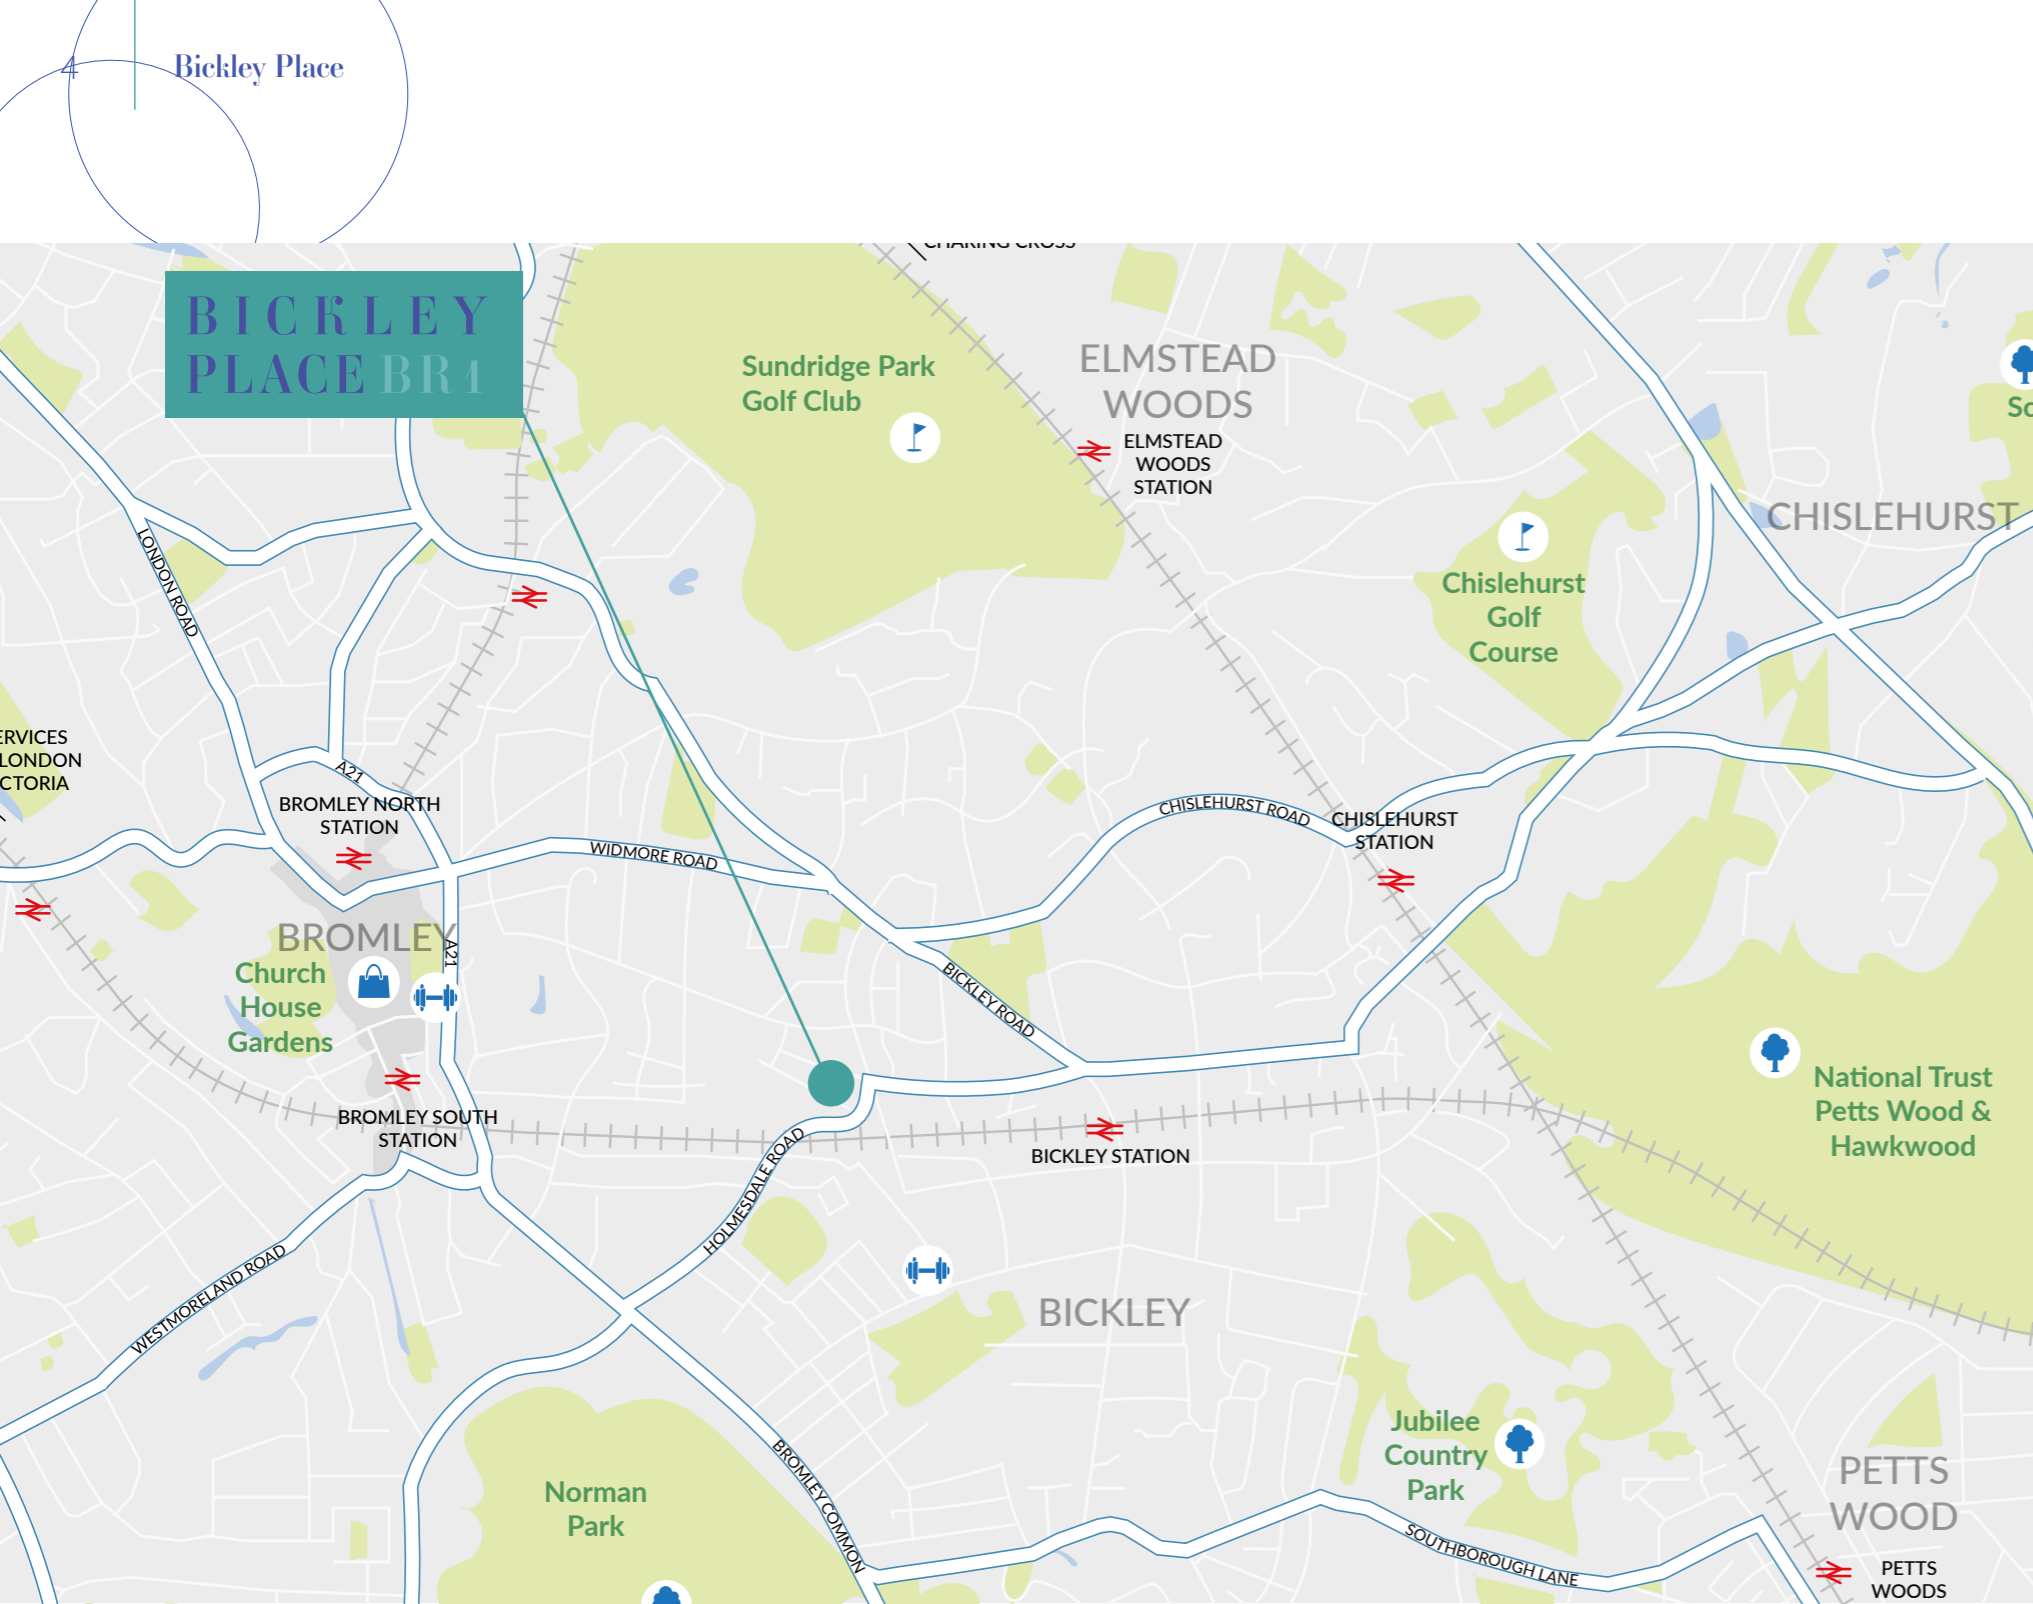 4
Bickley Place
CHARING CROSS
BICKLEY
PLACE BR1
Sundridge Park
Golf Club
ELMSTEAD
WOODS
ELMSTEAD
WOODS
STATION
CHISLEHURST
Chislehurst
Golf
Course
LONDON ROAD
A21
BROMLEY NORTH
STATION
WIDMORE ROAD
CHISLEHURST ROAD
CHISLEHURST
STATION
BROMLEY
A21
Church
House
Gardens
BICKLEY ROAD
National Trust
Petts Wood &
Hawkwood
BROMLEY SOUTH
STATION
BICKLEY STATION
HOLMESDALE ROAD
WESTMORELAND ROAD
BICKLEY
Jubilee
Country
Park
Norman
Park
BROMLEY COMMON
SOUTHBOROUGH LANE
PETTS
WOOD
PETTS
WOODS